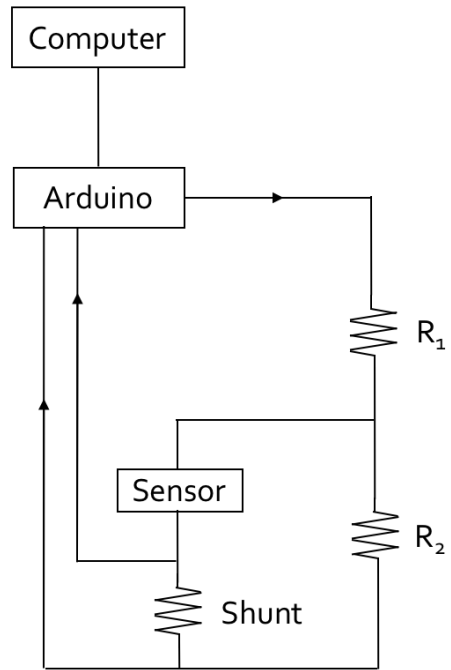 Computer
Arduino
R₁
Sensor
R₂
Shunt